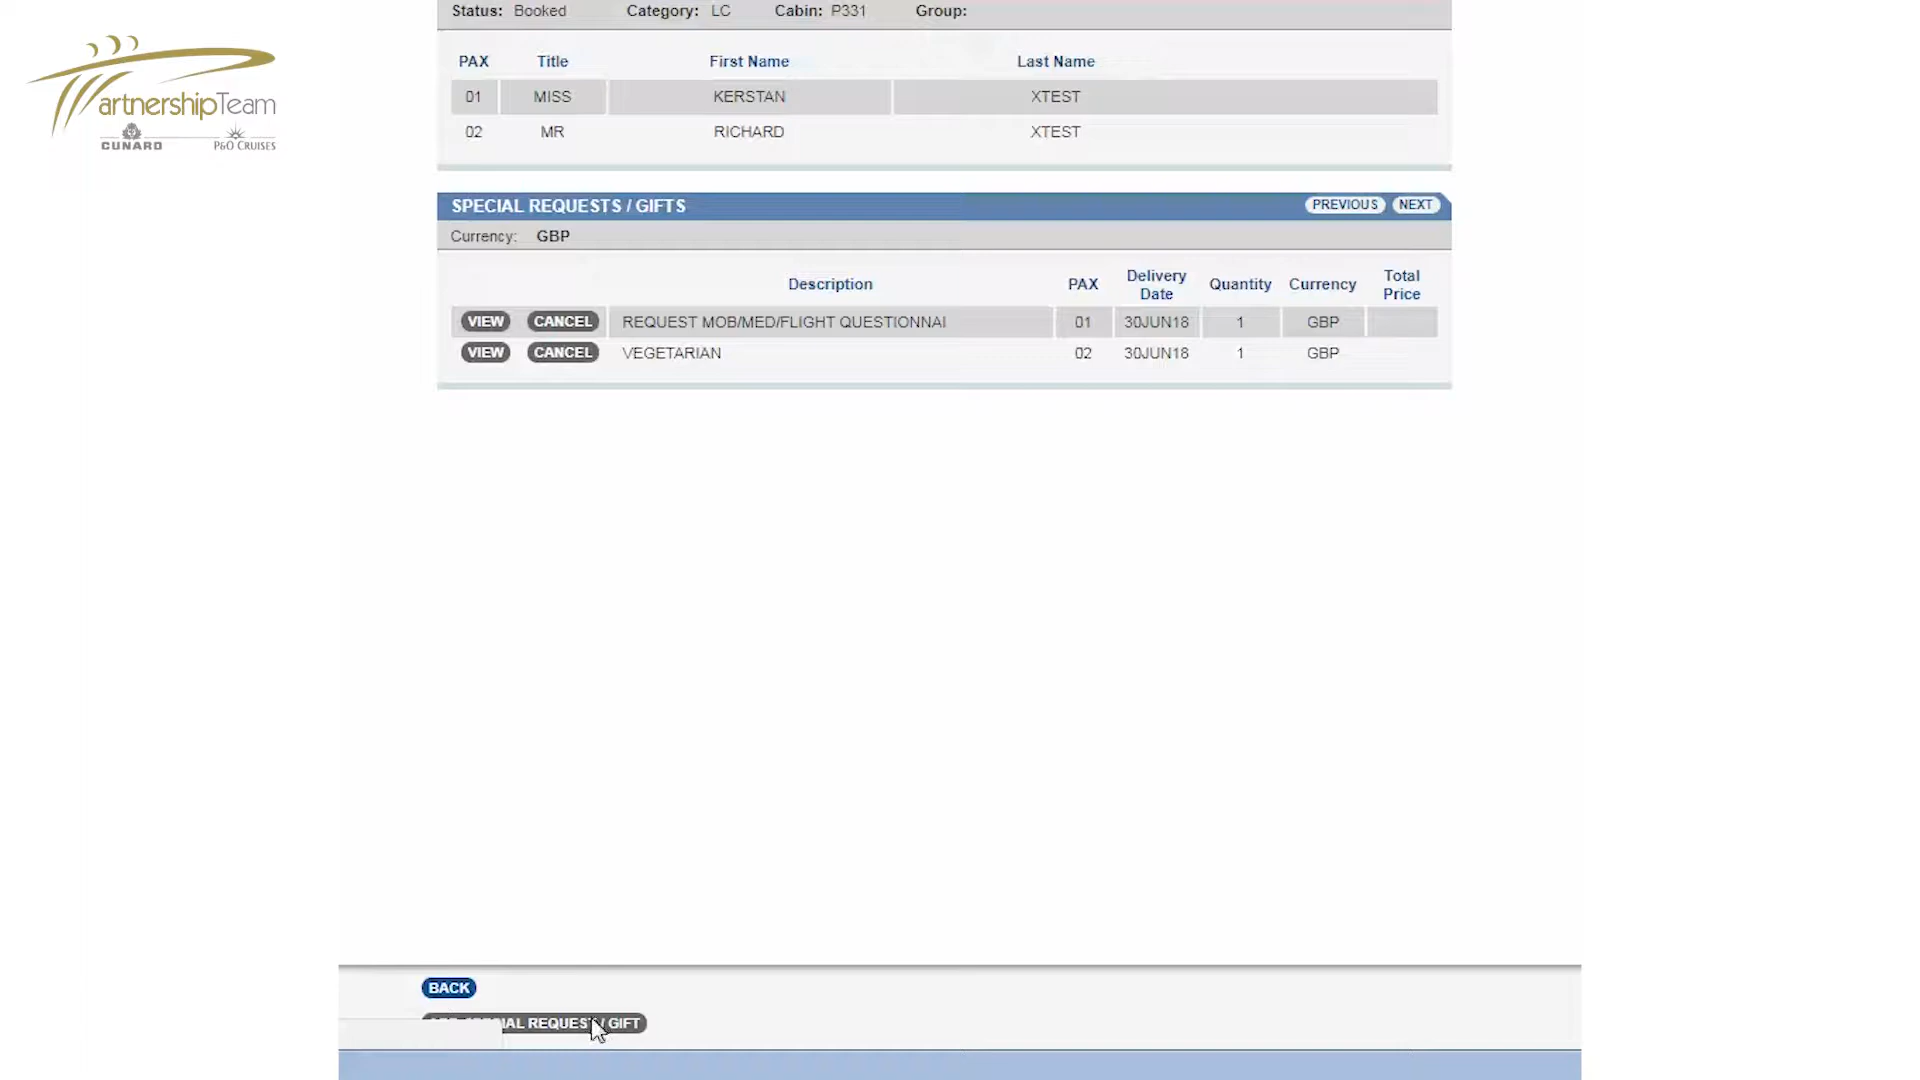 artnershipTeam
CUNARD P&O CRUISES
Status: Booked Category: LC Cabin: P331 Group:
PAX Title First Name Last Name
01 MISS KERSTAN XTEST
02 MR RICHARD XTEST
SPECIAL REQUESTS / GIFTS PREVIOUS NEXT
Currency: GBP
Description PAX Delivery Date Quantity Currency Total Price
VIEW CANCEL REQUEST MOB/MED/FLIGHT QUESTIONNAI 01 30JUN18 1 GBP
VIEW CANCEL VEGETARIAN 02 30JUN18 1 GBP
BACK
REQUEST / GIFT